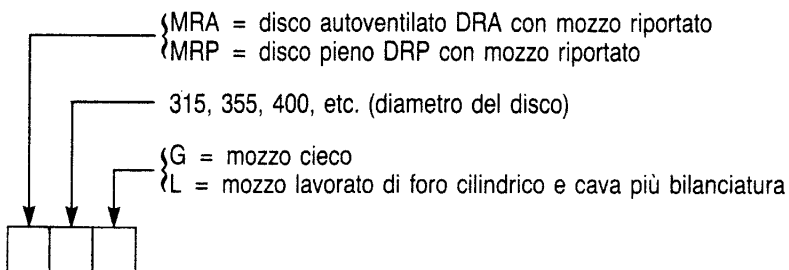 MRA = disco autoventilato DRA con mozzo riportato
MRP = disco pieno DRP con mozzo riportato
315, 355, 400, etc. (diametro del disco)
G = mozzo cieco
L = mozzo lavorato di foro cilindrico e cava più bilanciatura